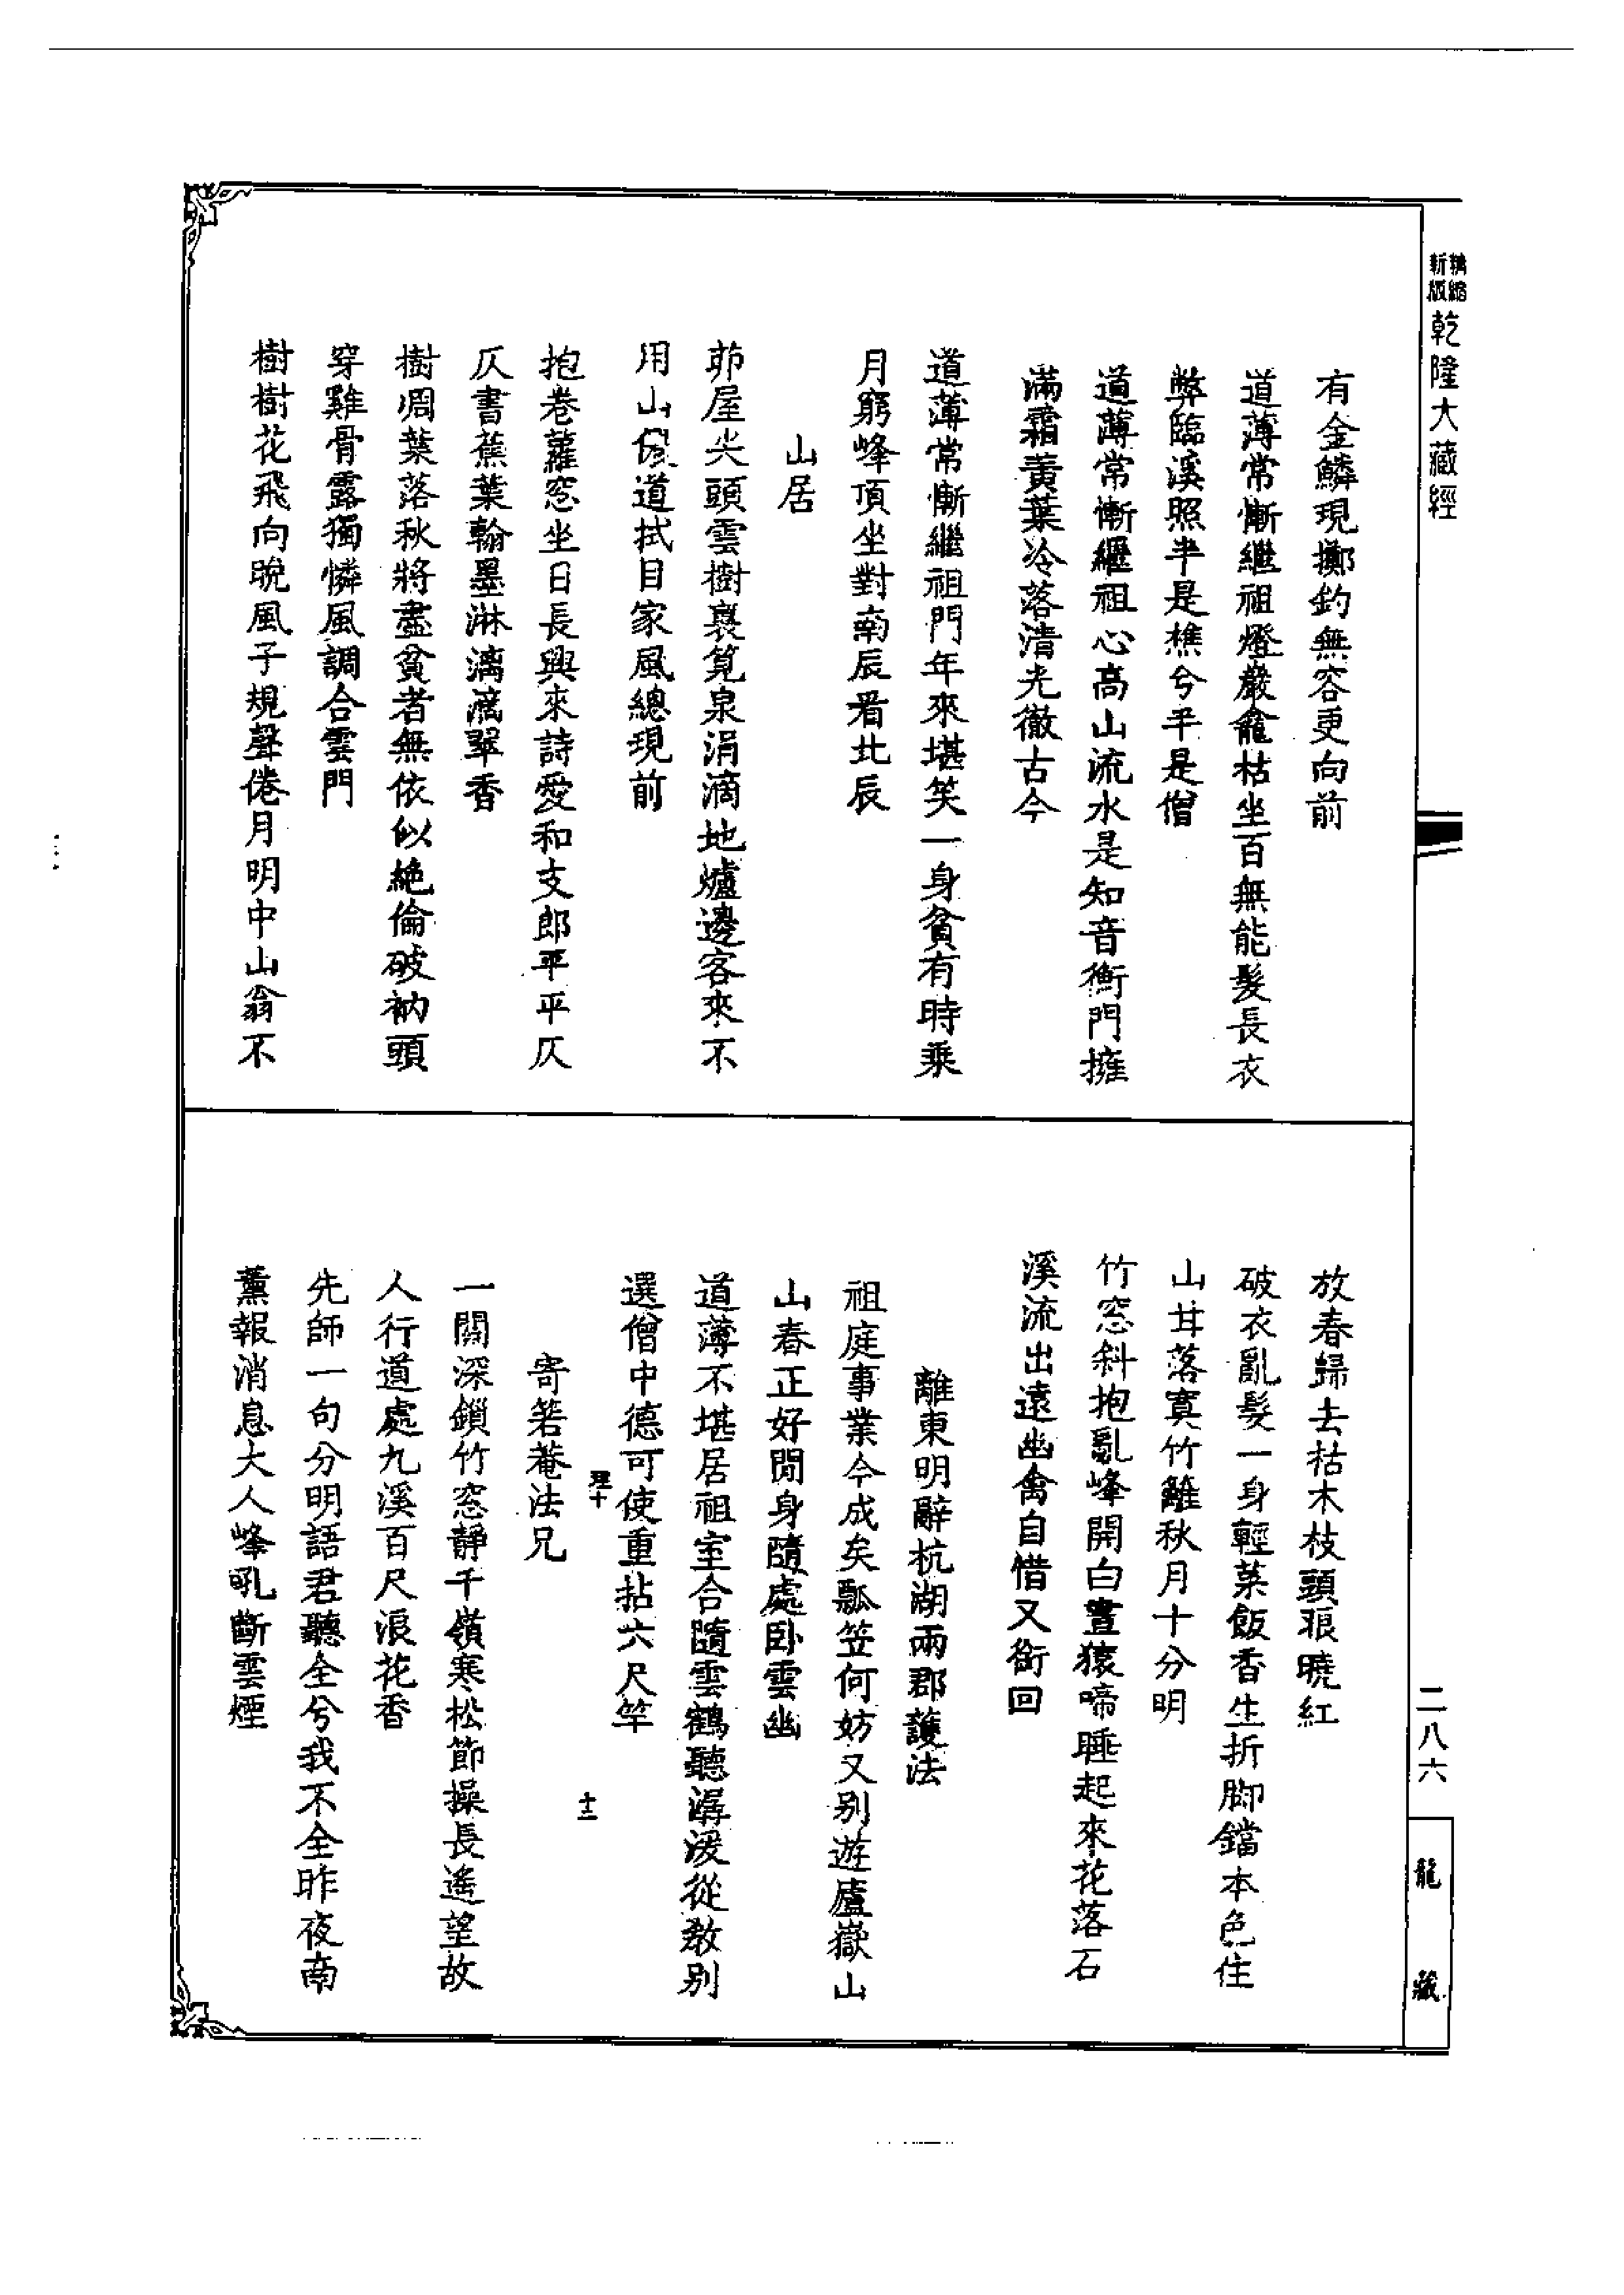 精縮
新版
乾隆大藏經
有金鱗現擲釣無容更向前
道薄常慚繼祖燈巖龕枯坐百無能髮長衣
弊臨溪照半是樵兮半是僧
道薄常慚繼祖心高山流水是知音衡門擁
滿霜黃葉冷落清光徹古今
道薄常慚繼祖門年來堪笑一身貧有時乘
月窮峰頂坐對南辰看北辰
山居
茆屋尖頭雲樹裏筧泉涓滴地爐邊客來不
用山儂道拭目家風總現前
抱卷蘿窓坐日長興來詩愛和支郎平平仄
仄書蕉葉翰墨淋漓滴翠香
樹凋葉落秋將盡貧者無依似絶倫破衲頭
穿雞骨露獨憐風調合雲門
樹樹花飛向晩風子規聲倦月明中山翁不
放春歸去枯木枝頭琅曉紅
破衣亂髮一身輕菜飯香生折脚鐺本色住
山甘落寞竹籬秋月十分明
竹窓斜抱亂峰開白晝猿啼睡起來花落石
溪流出遠幽禽自惜又銜回
離東明辭杭湖兩郡護法
祖庭事業今成矣瓢笠何妨又別遊廬嶽山
山春正好閒身隨處卧雲幽
道薄不堪居祖室合隨雲鶴聽潺湲從教別
選僧中德可使重拈六尺竿
理十
十二
寄箬菴法兄
一關深鎖竹窓靜千嶺寒松節操長遙望故
人行道處九溪百尺浪花香
先師一句分明語君聽全兮我不全昨夜南
薰報消息大人峰吼斷雲煙
二八六
龍藏